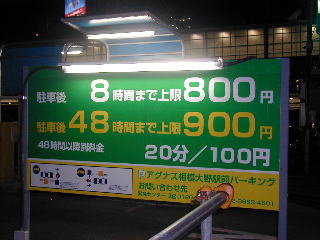 駐車後 8時間まで上限800円
駐車後 48時間まで上限900円
48時間以降別料金 20分/100円
P アグナス相模大野駅前パーキング
お問い合わせ先